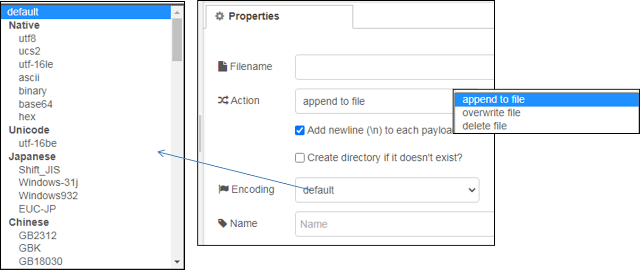 default
Native
utf8
ucs2
utf-16le
ascii
binary
base64
hex
Unicode
utf-16be
Japanese
Shift_JIS
Windows-31j
Windows932
EUC-JP
Chinese
GB2312
GBK
GB18030
Properties
Filename
Action
append to file
append to file
overwrite file
delete file
Add newline (\n) to each payloa
Create directory if it doesn't exist?
Encoding
default
Name
Name